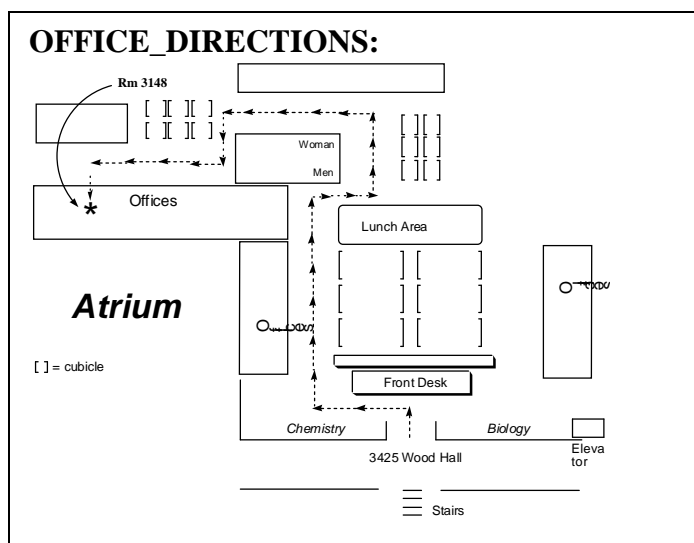 OFFICE_DIRECTIONS:
Rm 3148
Woman
Men
Offices
*
Lunch Area
Atrium
[ ] = cubicle
Front Desk
Chemistry
Biology
3425 Wood Hall
Eleva
tor
Stairs